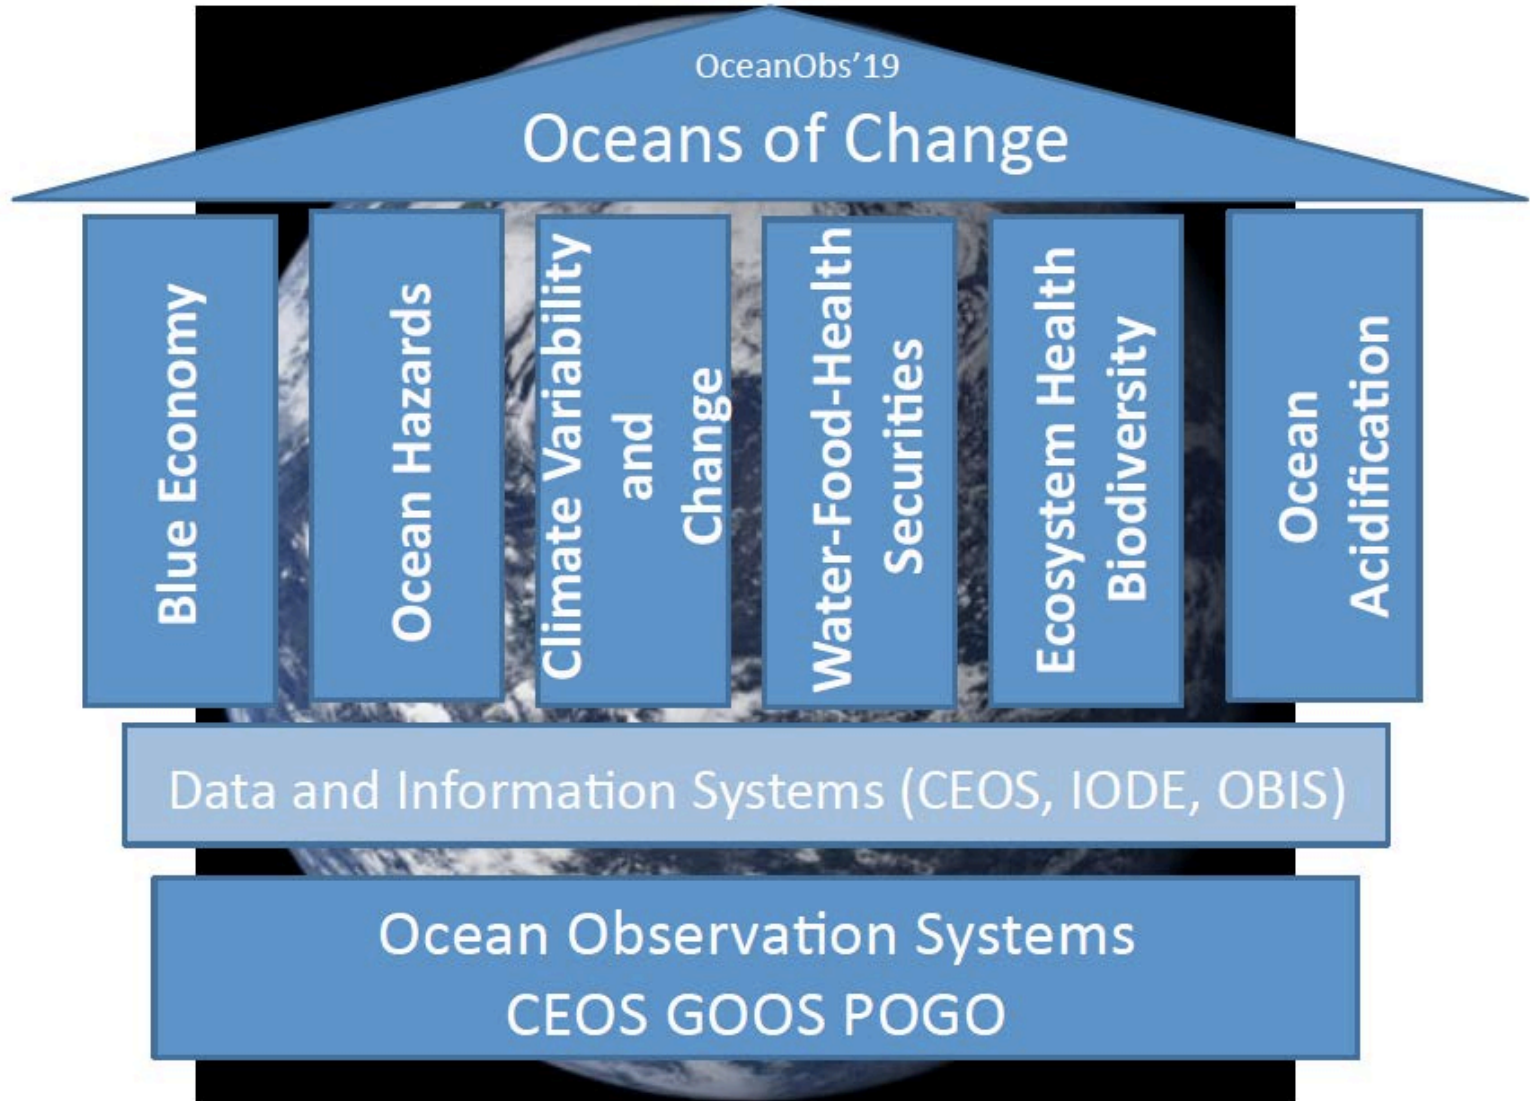 OceanObs’19
Oceans of Change
Blue Economy
Ocean Hazards
Climate Variability
and
Change
Water-Food-Health
Securities
Ecosystem Health
Biodiversity
Ocean
Acidification
Data and Information Systems (CEOS, IODE, OBIS)
Ocean Observation Systems
CEOS GOOS POGO